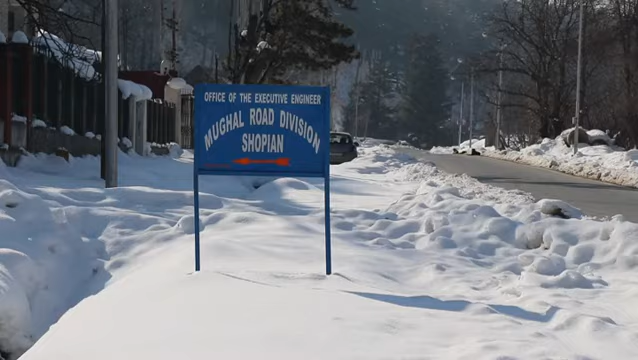 OFFICE OF THE EXECUTIVE ENGINEER
MUGHAL ROAD DIVISION
SHOPIAN